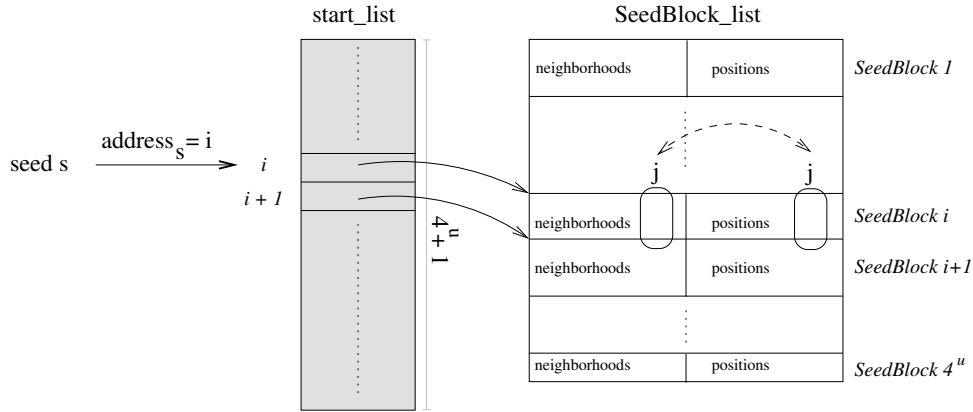 start_list
SeedBlock_list
neighborhoods positions SeedBlock 1
address_s = i
seed s
i
j j
i + 1
neighborhoods positions SeedBlock i
4^u + 1
neighborhoods positions SeedBlock i+1
neighborhoods positions SeedBlock 4^u